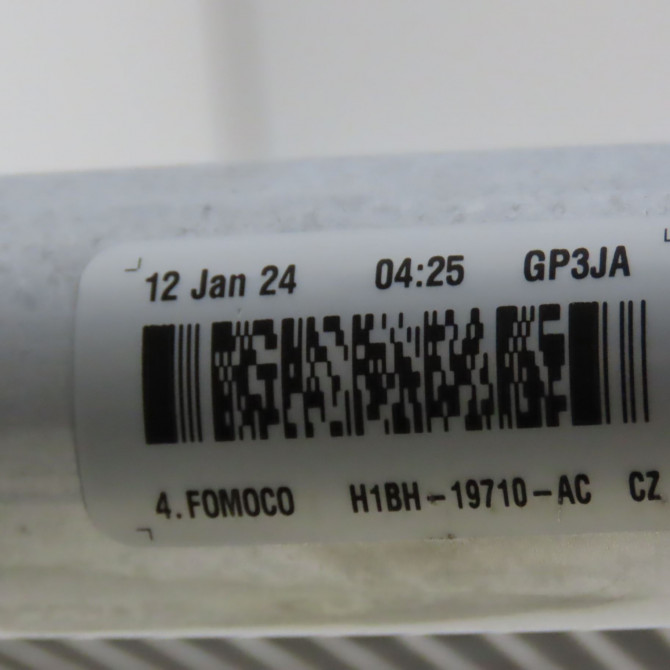 12 Jan 24 04:25 GP3JA
4.FOMOCO H1BH-19710-AC CZ